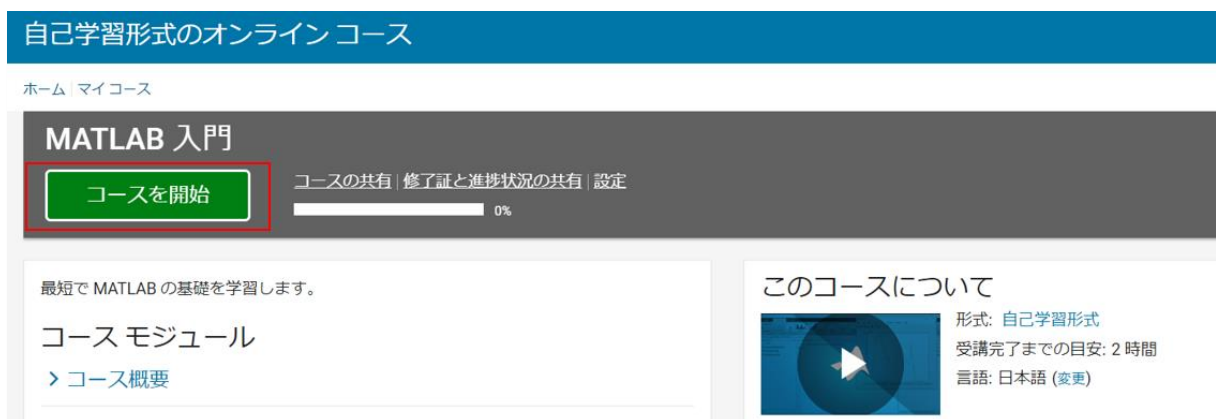 自己学習形式のオンライン コース
ホーム | マイ コース
MATLAB 入門
コースを開始
コースの共有 | 修了証と進捗状況の共有 | 設定
0%
最短で MATLAB の基礎を学習します。
コース モジュール
> コース概要
このコースについて
形式: 自己学習形式
受講完了までの目安: 2 時間
言語: 日本語 (変更)